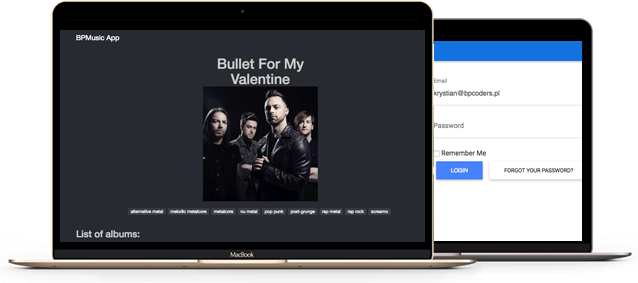 BPMusic App
Bullet For My
Valentine
alternative metal melodic metalcore metalcore nu metal pop punk post-grunge rap metal rap rock screamo
List of albums:
MacBook
Email
krystian@bpcoders.pl
Password
Remember Me
LOGIN FORGOT YOUR PASSWORD?